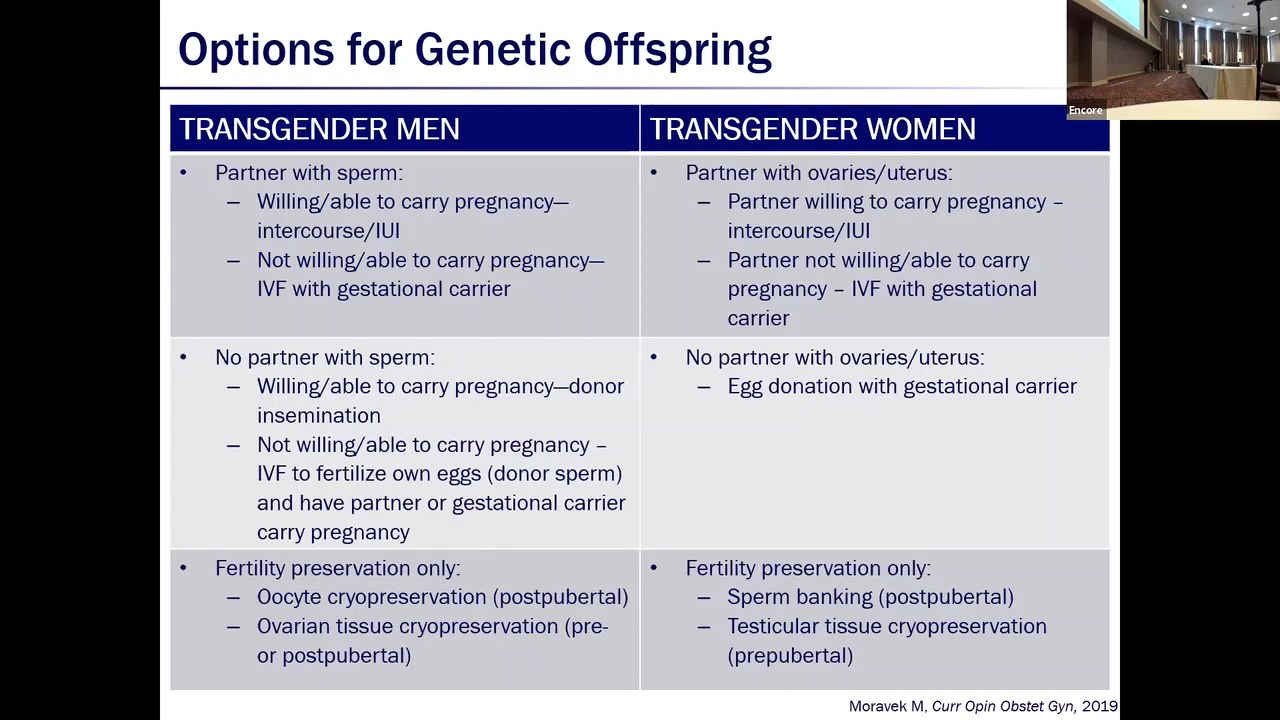 Options for Genetic Offspring
Encore
TRANSGENDER MEN
• Partner with sperm:
– Willing/able to carry pregnancy—
intercourse/IUI
– Not willing/able to carry pregnancy—
IVF with gestational carrier
• No partner with sperm:
– Willing/able to carry pregnancy—donor
insemination
– Not willing/able to carry pregnancy –
IVF to fertilize own eggs (donor sperm)
and have partner or gestational carrier
carry pregnancy
• Fertility preservation only:
– Oocyte cryopreservation (postpubertal)
– Ovarian tissue cryopreservation (pre-
or postpubertal)
TRANSGENDER WOMEN
• Partner with ovaries/uterus:
– Partner willing to carry pregnancy –
intercourse/IUI
– Partner not willing/able to carry
pregnancy – IVF with gestational
carrier
• No partner with ovaries/uterus:
– Egg donation with gestational carrier
• Fertility preservation only:
– Sperm banking (postpubertal)
– Testicular tissue cryopreservation
(prepubertal)
Moravek M, Curr Opin Obstet Gyn, 2019